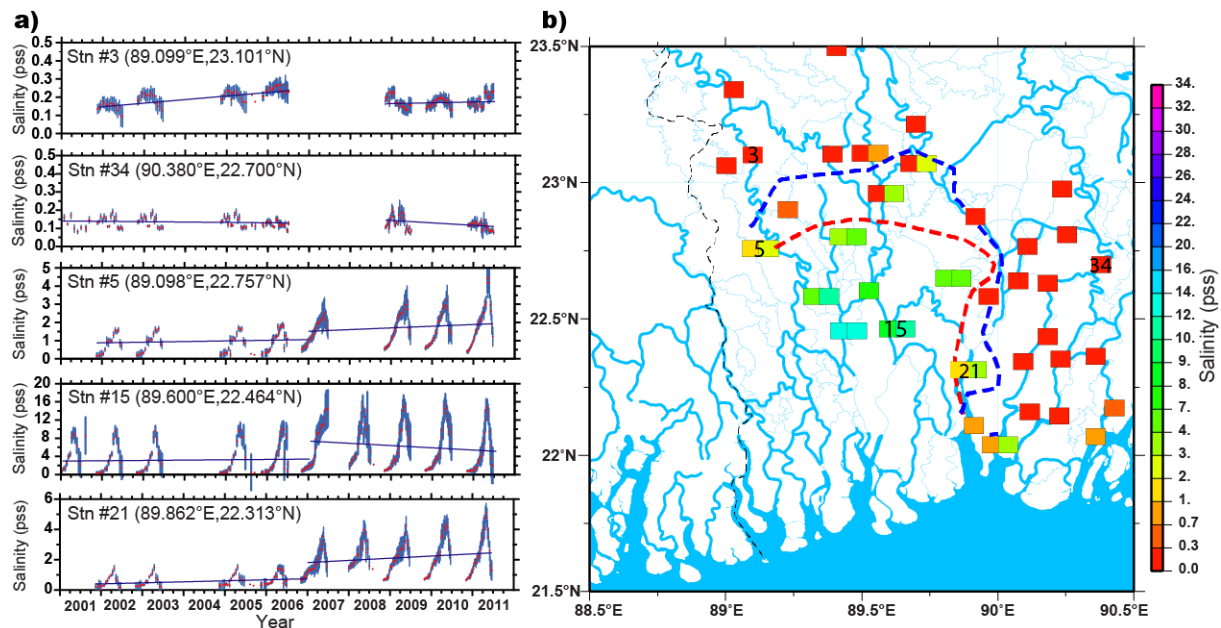 a)
Salinity (pss)
0.5
0.4
0.3
0.2
0.1
0.0
Stn #3 (89.099°E,23.101°N)
Salinity (pss)
0.5
0.4
0.3
0.2
0.1
0.0
Stn #34 (90.380°E,22.700°N)
Salinity (pss)
5
4
3
2
1
0
Stn #5 (89.098°E,22.757°N)
Salinity (pss)
20
16
12
8
4
0
Stn #15 (89.600°E,22.464°N)
Salinity (pss)
6
4
2
0
Stn #21 (89.862°E,22.313°N)
2001 2002 2003 2004 2005 2006 2007 2008 2009 2010 2011
Year
b)
23.5°N
23°N
22.5°N
22°N
21.5°N
88.5°E 89°E 89.5°E 90°E 90.5°E
3
5
34
15
21
34.
32.
30.
28.
26.
24.
22.
20.
16.
14.
12.
10.
9.
8.
7.
4.
3.
2.
1.
0.7
0.3
0.0
Salinity (pss)